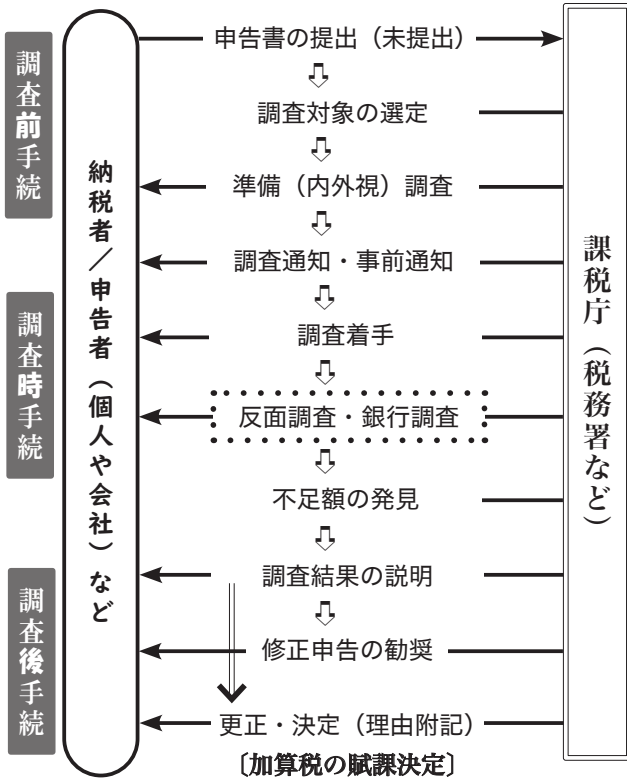 調査前手続
調査時手続
調査後手続
納税者／申告者（個人や会社）など
申告書の提出（未提出）
調査対象の選定
準備（内外視）調査
調査通知・事前通知
調査着手
反面調査・銀行調査
不足額の発見
調査結果の説明
修正申告の勧奨
更正・決定（理由附記）
〔加算税の賦課決定〕
課税庁（税務署など）